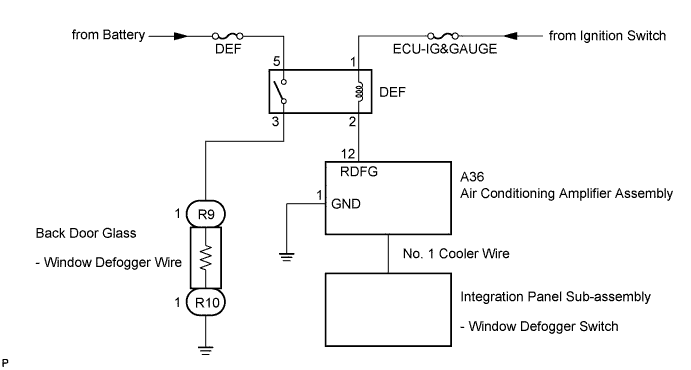 from Battery
DEF
ECU-IG&GAUGE
from Ignition Switch
5
1
DEF
3
2
12
RDFG
A36
Air Conditioning Amplifier Assembly
1
GND
1
R9
Back Door Glass
- Window Defogger Wire
No. 1 Cooler Wire
1
R10
Integration Panel Sub-assembly
- Window Defogger Switch
P